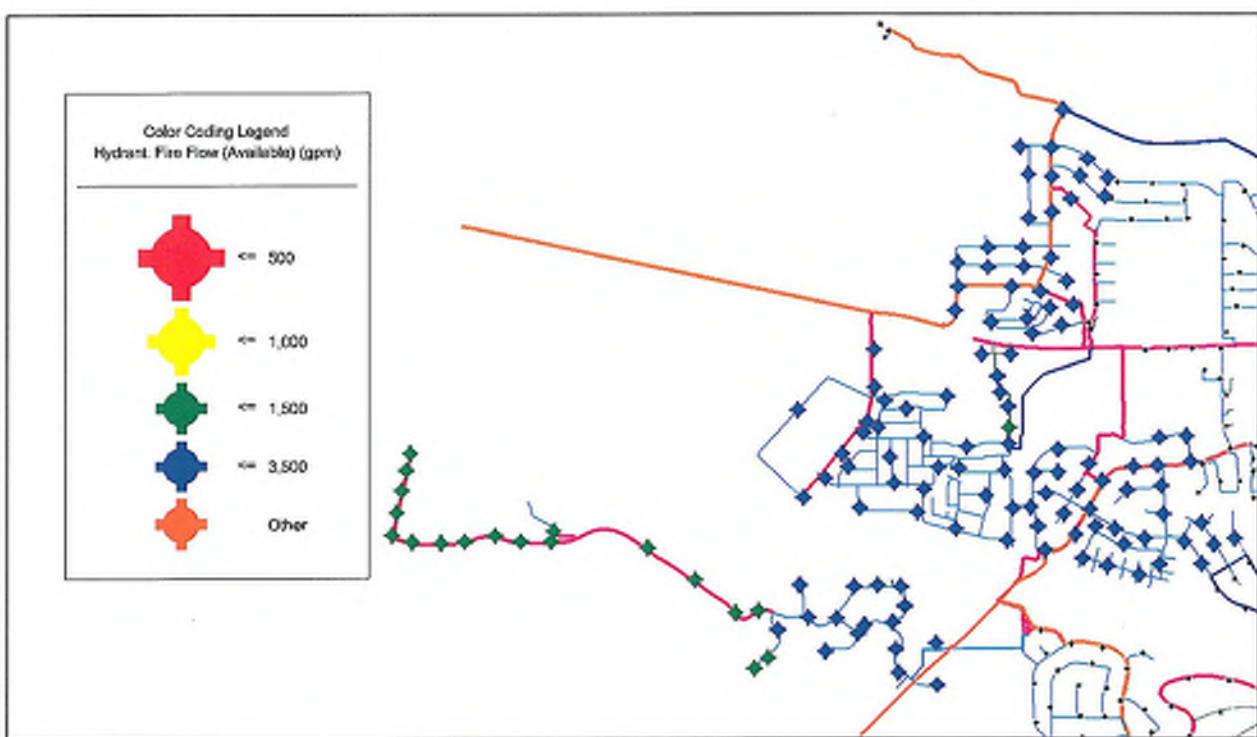 Color Coding Legend
Hydrant: Fire Flow (Available) (gpm)
<= 500
<= 1,000
<= 1,500
<= 3,500
Other